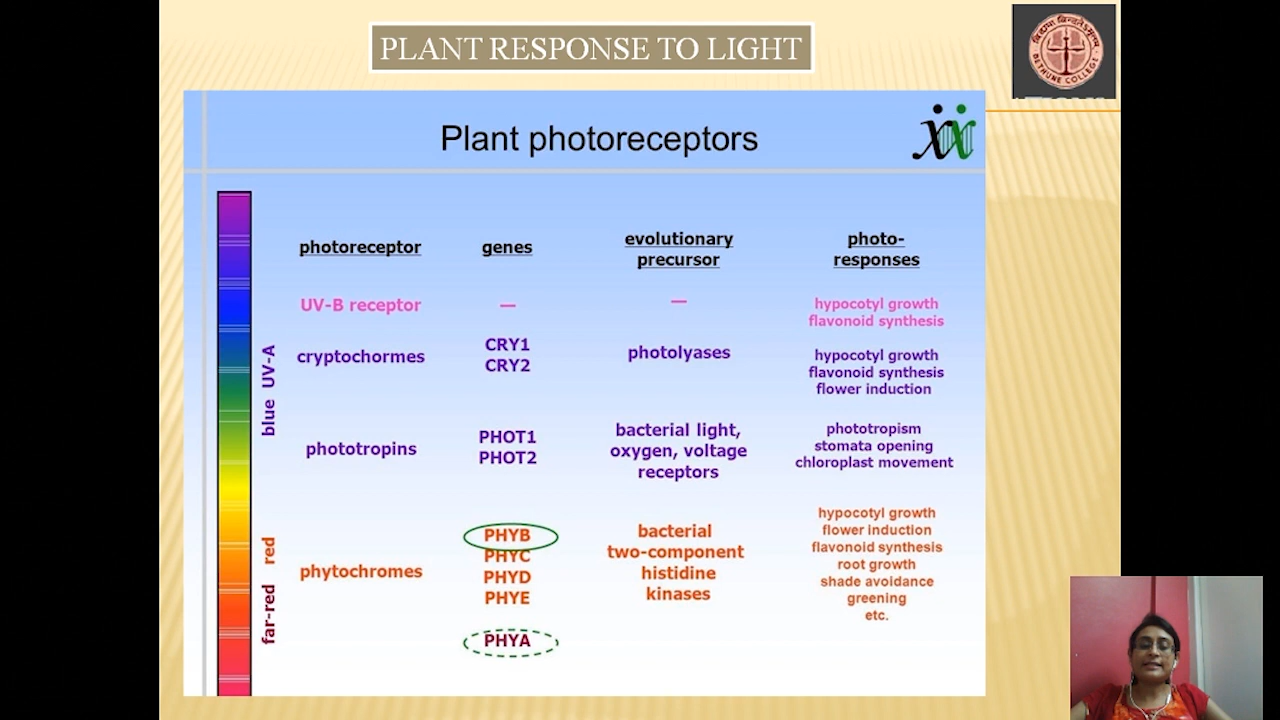 PLANT RESPONSE TO LIGHT
BETHUNE COLLEGE
Plant photoreceptors
photoreceptor
genes
evolutionary
precursor
photo-
responses
UV-B receptor
—
—
hypocotyl growth
flavonoid synthesis
cryptochormes
CRY1
CRY2
photolyases
hypocotyl growth
flavonoid synthesis
flower induction
phototropins
PHOT1
PHOT2
bacterial light,
oxygen, voltage
receptors
phototropism
stomata opening
chloroplast movement
phytochromes
PHYB
PHYC
PHYD
PHYE
PHYA
bacterial
two-component
histidine
kinases
hypocotyl growth
flower induction
flavonoid synthesis
root growth
shade avoidance
greening
etc.
blue UV-A
far-red red